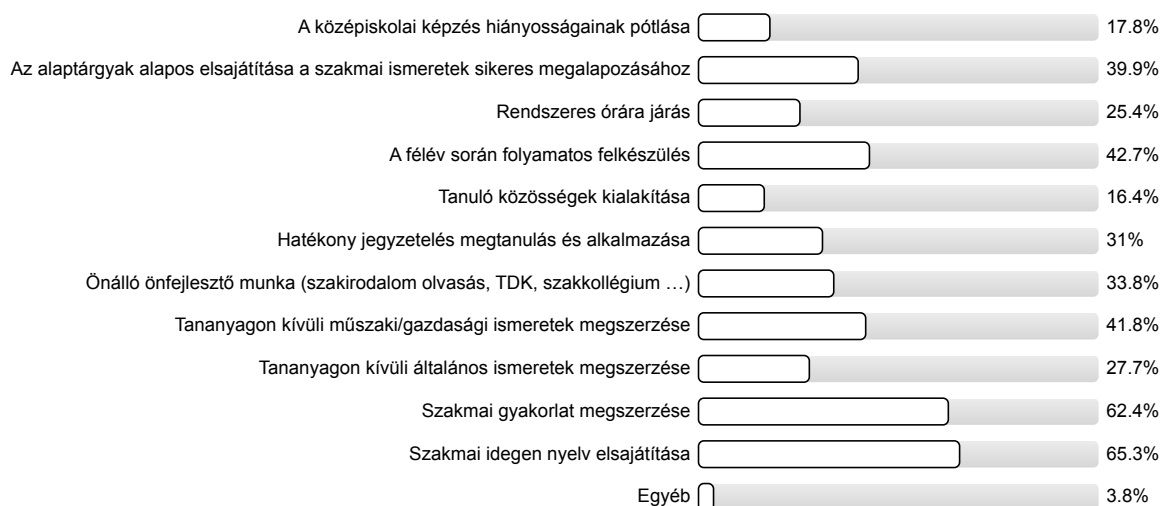 A középiskolai képzés hiányosságainak pótlása 17.8%
Az alaptárgyak alapos elsajátítása a szakmai ismeretek sikeres megalapozásához 39.9%
Rendszeres órára járás 25.4%
A félév során folyamatos felkészülés 42.7%
Tanuló közösségek kialakítása 16.4%
Hatékony jegyzetelés megtanulás és alkalmazása 31%
Önálló önfejlesztő munka (szakirodalom olvasás, TDK, szakkollégium …) 33.8%
Tananyagon kívüli műszaki/gazdasági ismeretek megszerzése 41.8%
Tananyagon kívüli általános ismeretek megszerzése 27.7%
Szakmai gyakorlat megszerzése 62.4%
Szakmai idegen nyelv elsajátítása 65.3%
Egyéb 3.8%